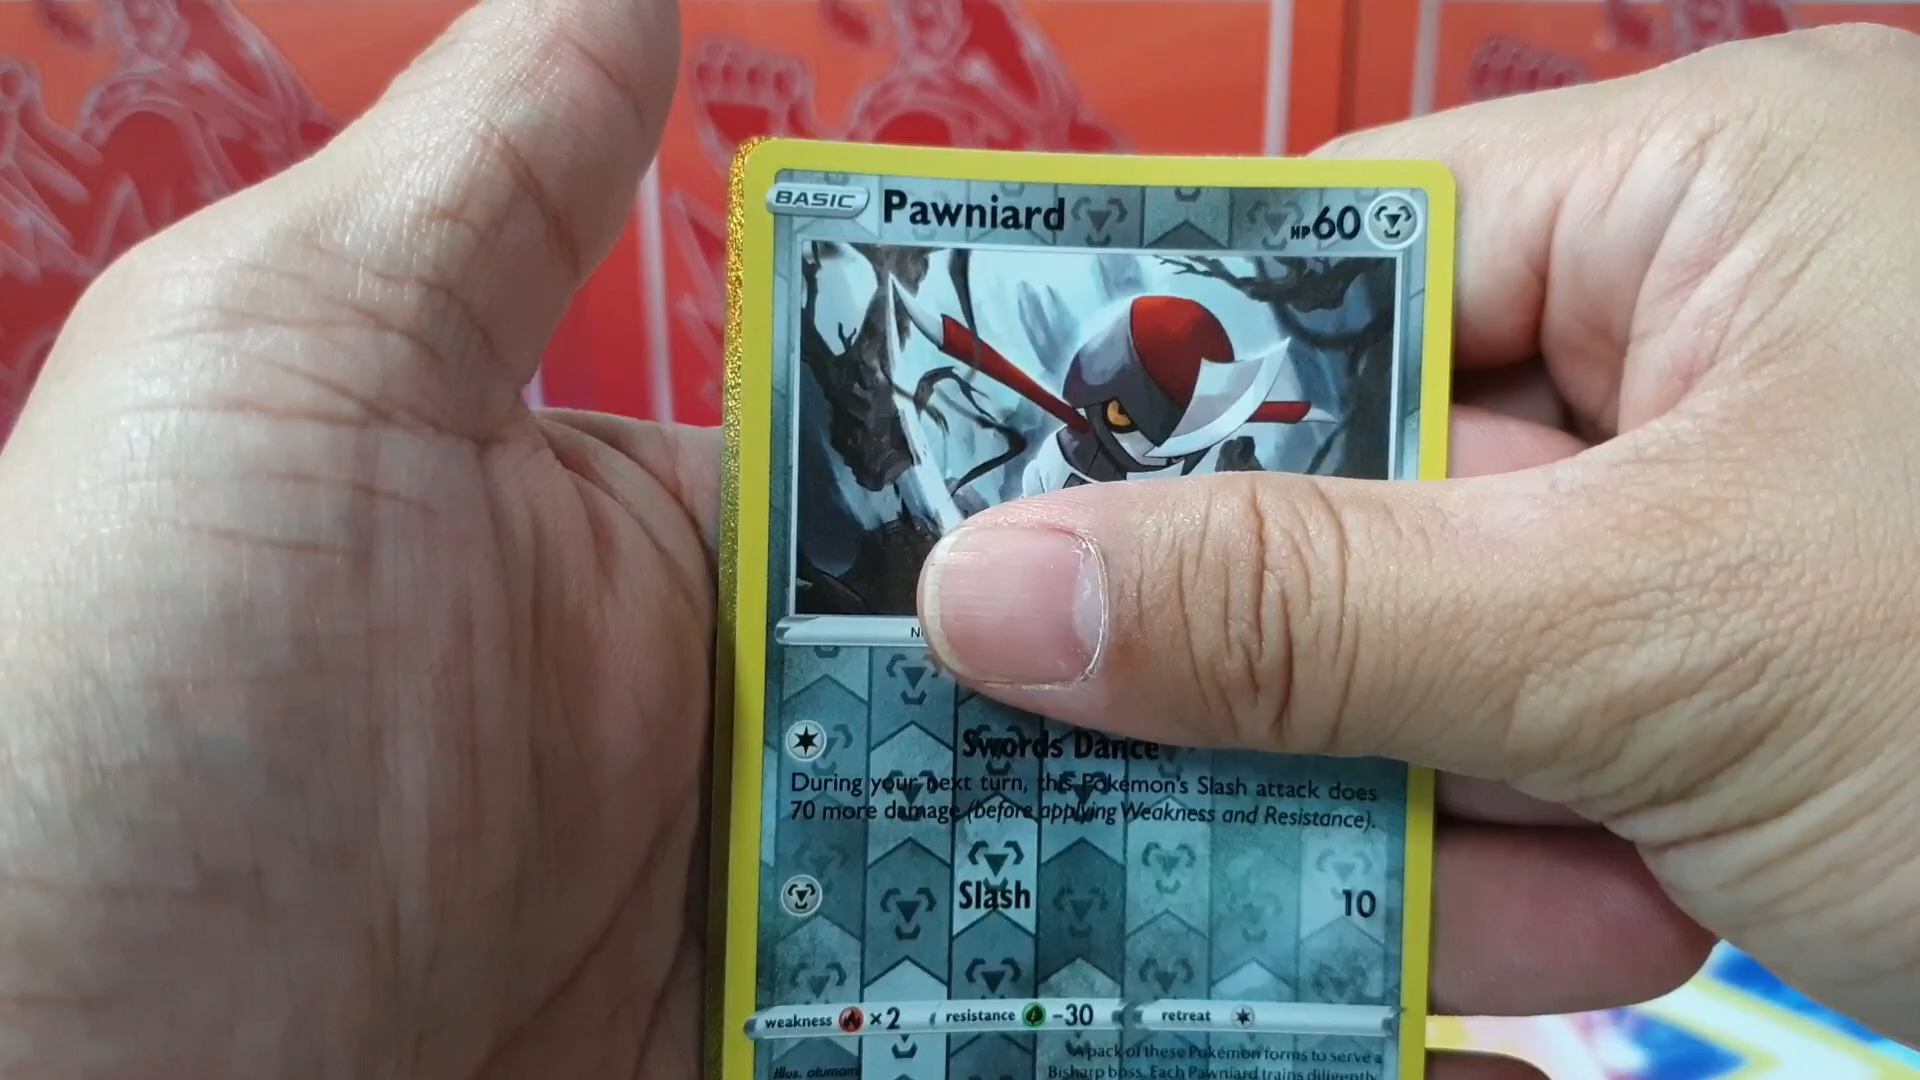 BASIC Pawniard HP60
Swords Dance
During your next turn, this Pokémon's Slash attack does
70 more damage (before applying Weakness and Resistance).
Slash 10
weakness ×2 resistance -30 retreat
A pack of these Pokémon forms to serve a
Illus. otumami
Bisharp boss. Each Pawniard trains diligently